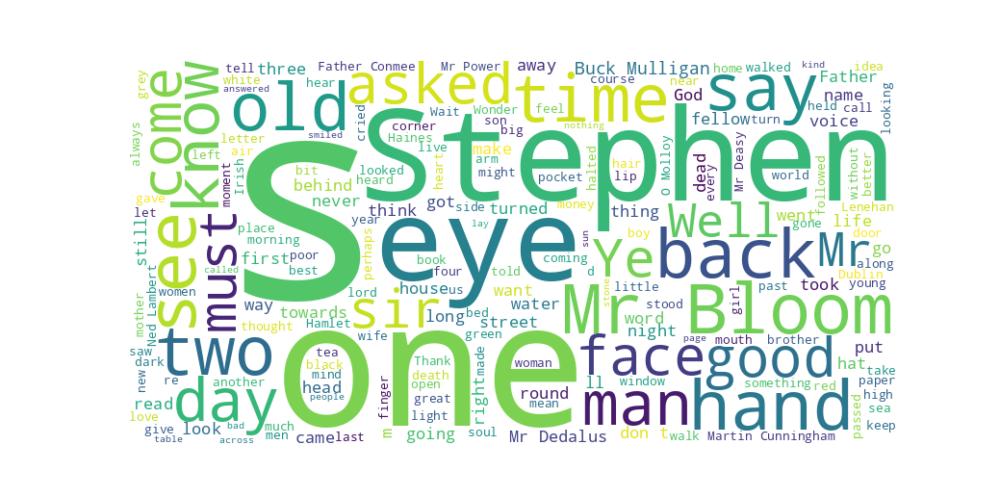 grey
come
know
tell three
Father Conmee
Mr Power
away
Buck Mulligan
home walked
kind
idea
white
answered
hear
asked
time
course
near
say
Father
looking
always
see
old
letter
air
Irish
cried
Wait
Wonder
feel
nothing
God
fellow turn
name
held
call
voice
left
moment
bit
behind
never
smiled
looked
heard
Haines
corner
live
son
big
make
arm
might
pocket
halted
hair
lip
O Molloy
dead
every
Mr Deasy
world
followed
without
better
Stephen
S
gave
let
still
must
place
morning
first
poor
best
year
think
got
side
turned
heart
money
thing
boy
Well
went
gone
life
Lenehan
eye
lay
sun
Ye
back
Mr
go
door
along
Dublin
young
mother
Ned Lambert
women
called
way
perhaps
book
four
us
told
coming
d
house
want
water
little
stone
stood
girl
past
took
lord
towards
thought
Hamlet
sir
long
bed
street
green
word
night
Mr Bloom
wife
one
saw
dark
new
two
re
another
tea
black
mind
head
people
Thank
death
open
great
light
finger
made
right
woman
round
mean
face
ll
window
page
mouth
brother
good
something
red
hat
put
take
paper
high
sea
keep
read
day
love
give
look
table
bad
across
much
men
came
last
m
going
soul
Mr Dedalus
man
don t
walk
hand
Martin Cunningham
passed